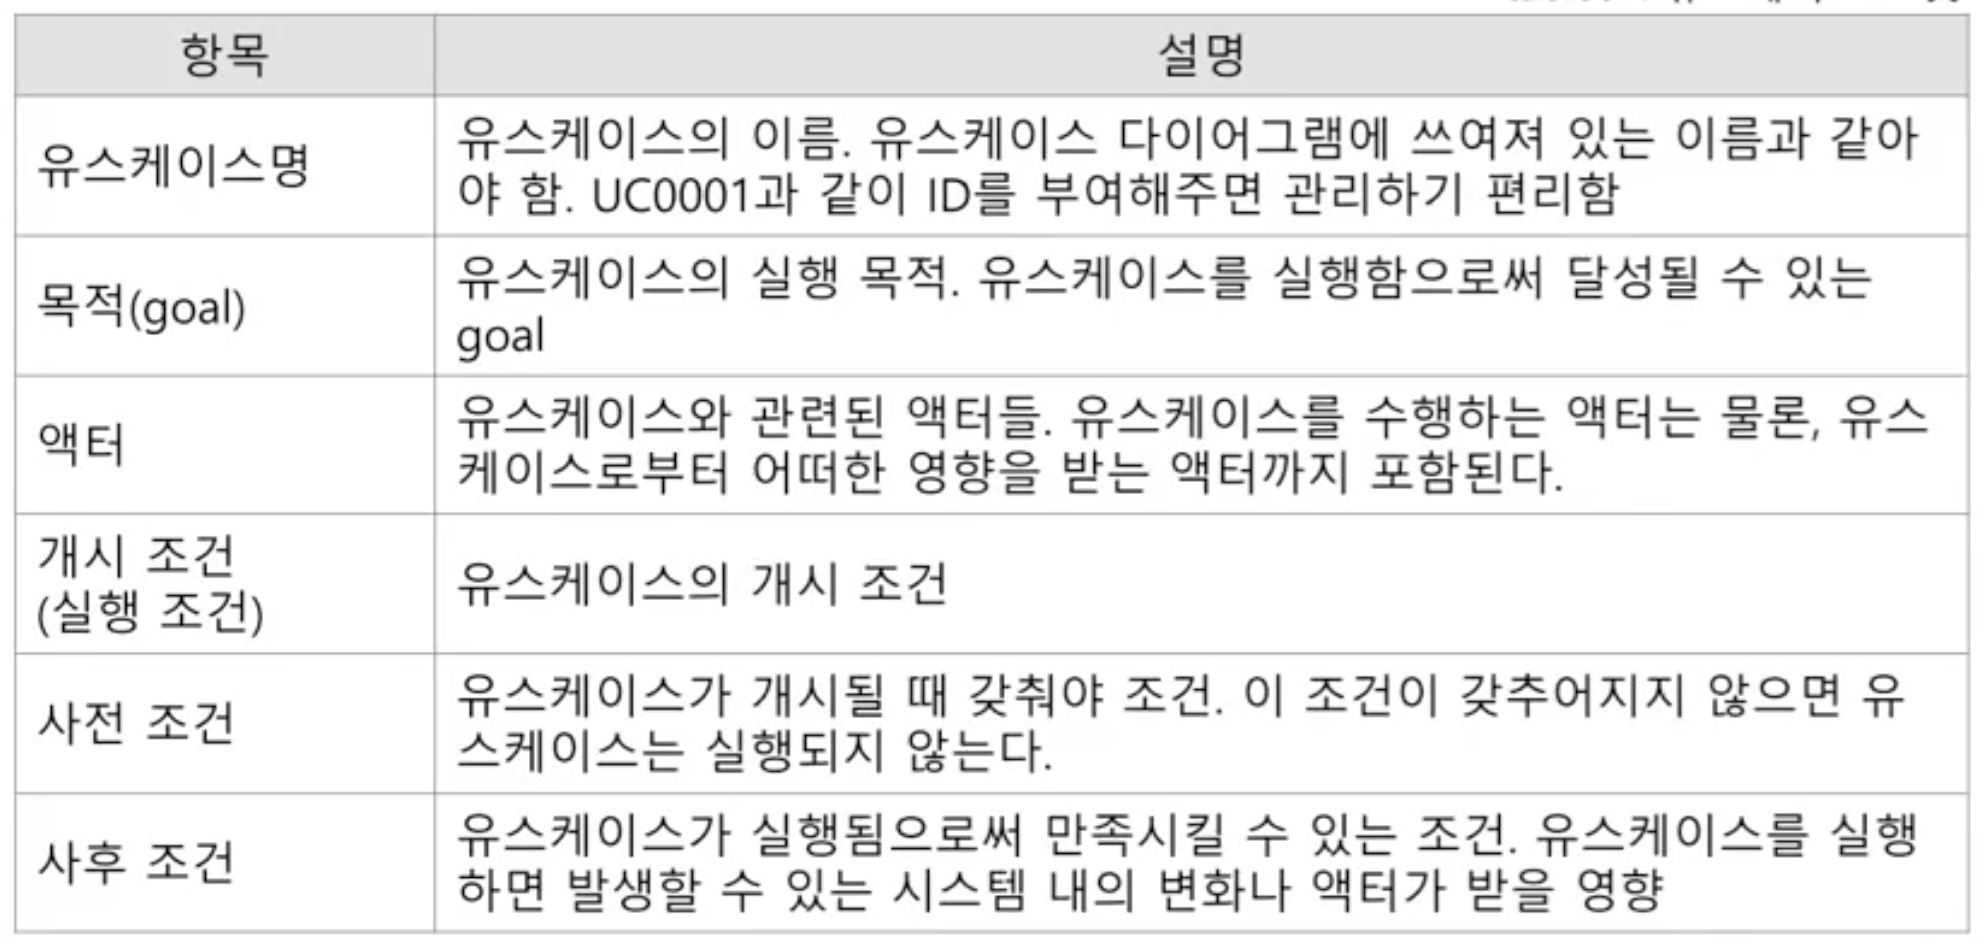 항목
설명
유스케이스명
유스케이스의 이름. 유스케이스 다이어그램에 쓰여져 있는 이름과 같아
야 함. UC0001과 같이 ID를 부여해주면 관리하기 편리함
목적(goal)
유스케이스의 실행 목적. 유스케이스를 실행함으로써 달성될 수 있는
goal
액터
유스케이스와 관련된 액터들. 유스케이스를 수행하는 액터는 물론, 유스
케이스로부터 어떠한 영향을 받는 액터까지 포함된다.
개시 조건
(실행 조건)
유스케이스의 개시 조건
사전 조건
유스케이스가 개시될 때 갖춰야 조건. 이 조건이 갖추어지지 않으면 유
스케이스는 실행되지 않는다.
사후 조건
유스케이스가 실행됨으로써 만족시킬 수 있는 조건. 유스케이스를 실행
하면 발생할 수 있는 시스템 내의 변화나 액터가 받을 영향